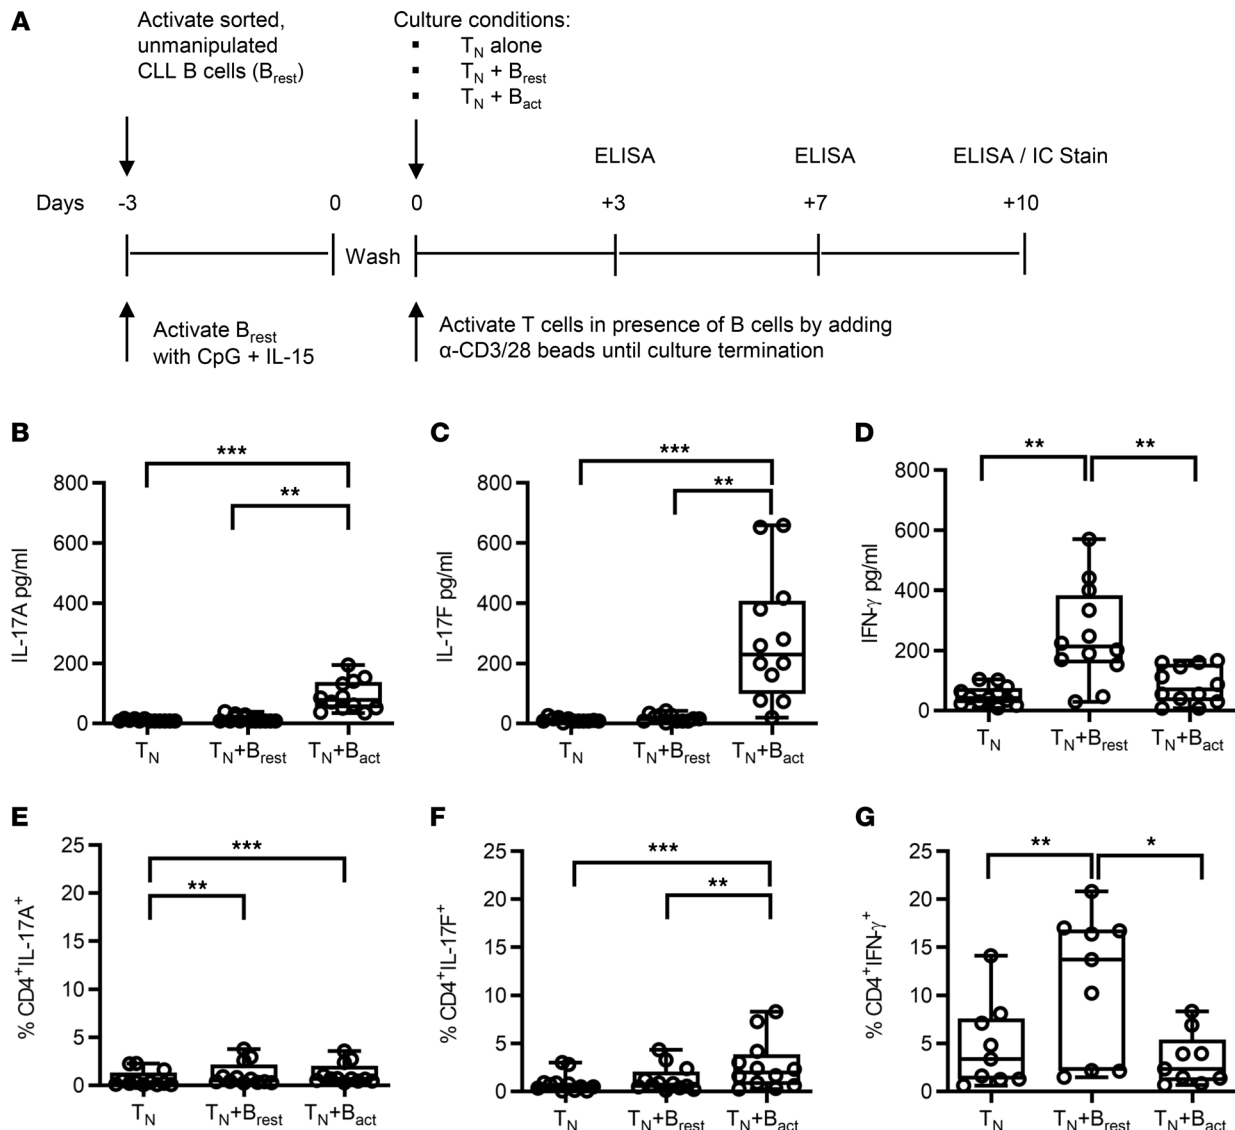 A
Activate sorted,
unmanipulated
CLL B cells (Brest)
Culture conditions:
▪ TN alone
▪ TN + Brest
▪ TN + Bact
ELISA
ELISA
ELISA / IC Stain
Days
-3
0
0
+3
+7
+10
Wash
Activate Brest
with CpG + IL-15
Activate T cells in presence of B cells by adding
α-CD3/28 beads until culture termination
B
***
**
800
600
400
200
0
IL-17A pg/ml
TN
TN+Brest
TN+Bact
C
***
**
800
600
400
200
0
IL-17F pg/ml
TN
TN+Brest
TN+Bact
D
**
**
800
600
400
200
0
IFN-γ pg/ml
TN
TN+Brest
TN+Bact
E
***
**
25
20
15
10
5
0
% CD4+IL-17A+
TN
TN+Brest
TN+Bact
F
***
**
25
20
15
10
5
0
% CD4+IL-17F+
TN
TN+Brest
TN+Bact
G
**
*
25
20
15
10
5
0
% CD4+IFN-γ+
TN
TN+Brest
TN+Bact